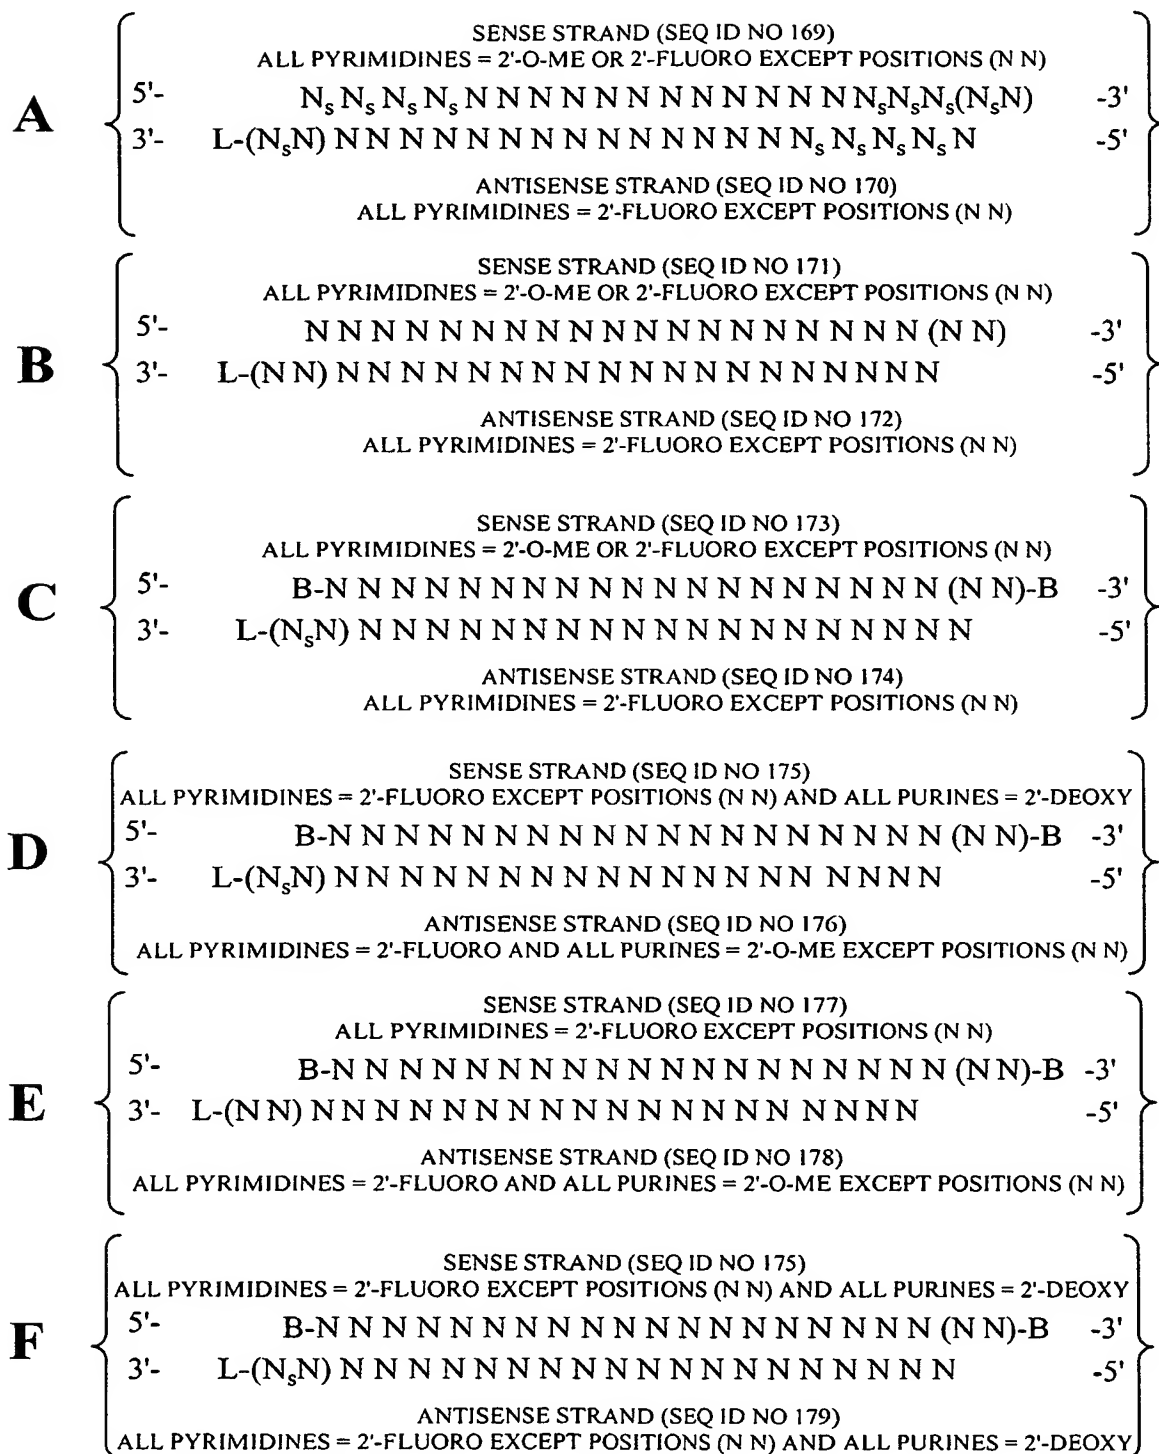 A
SENSE STRAND (SEQ ID NO 169)
ALL PYRIMIDINES = 2'-O-ME OR 2'-FLUORO EXCEPT POSITIONS (N N)
5'- NₛNₛNₛNₛN N N N N N N N N N N N NₛNₛNₛ(NₛN) -3'
3'- L-(NₛN) N N N N N N N N N N N N N N NₛNₛNₛNₛN -5'
ANTISENSE STRAND (SEQ ID NO 170)
ALL PYRIMIDINES = 2'-FLUORO EXCEPT POSITIONS (N N)
B
SENSE STRAND (SEQ ID NO 171)
ALL PYRIMIDINES = 2'-O-ME OR 2'-FLUORO EXCEPT POSITIONS (N N)
5'- N N N N N N N N N N N N N N N N N N N (N N) -3'
3'- L-(N N) N N N N N N N N N N N N N N N N N N N -5'
ANTISENSE STRAND (SEQ ID NO 172)
ALL PYRIMIDINES = 2'-FLUORO EXCEPT POSITIONS (N N)
C
SENSE STRAND (SEQ ID NO 173)
ALL PYRIMIDINES = 2'-O-ME OR 2'-FLUORO EXCEPT POSITIONS (N N)
5'- B-N N N N N N N N N N N N N N N N N N N (N N)-B -3'
3'- L-(NₛN) N N N N N N N N N N N N N N N N N N N -5'
ANTISENSE STRAND (SEQ ID NO 174)
ALL PYRIMIDINES = 2'-FLUORO EXCEPT POSITIONS (N N)
D
SENSE STRAND (SEQ ID NO 175)
ALL PYRIMIDINES = 2'-FLUORO EXCEPT POSITIONS (N N) AND ALL PURINES = 2'-DEOXY
5'- B-N N N N N N N N N N N N N N N N N N N (N N)-B -3'
3'- L-(NₛN) N N N N N N N N N N N N N N N N N N N -5'
ANTISENSE STRAND (SEQ ID NO 176)
ALL PYRIMIDINES = 2'-FLUORO AND ALL PURINES = 2'-O-ME EXCEPT POSITIONS (N N)
E
SENSE STRAND (SEQ ID NO 177)
ALL PYRIMIDINES = 2'-FLUORO EXCEPT POSITIONS (N N)
5'- B-N N N N N N N N N N N N N N N N N N N (N N)-B -3'
3'- L-(N N) N N N N N N N N N N N N N N N N N N N -5'
ANTISENSE STRAND (SEQ ID NO 178)
ALL PYRIMIDINES = 2'-FLUORO AND ALL PURINES = 2'-O-ME EXCEPT POSITIONS (N N)
F
SENSE STRAND (SEQ ID NO 175)
ALL PYRIMIDINES = 2'-FLUORO EXCEPT POSITIONS (N N) AND ALL PURINES = 2'-DEOXY
5'- B-N N N N N N N N N N N N N N N N N N N (N N)-B -3'
3'- L-(NₛN) N N N N N N N N N N N N N N N N N N N -5'
ANTISENSE STRAND (SEQ ID NO 179)
ALL PYRIMIDINES = 2'-FLUORO EXCEPT POSITIONS (N N) AND ALL PURINES = 2'-DEOXY